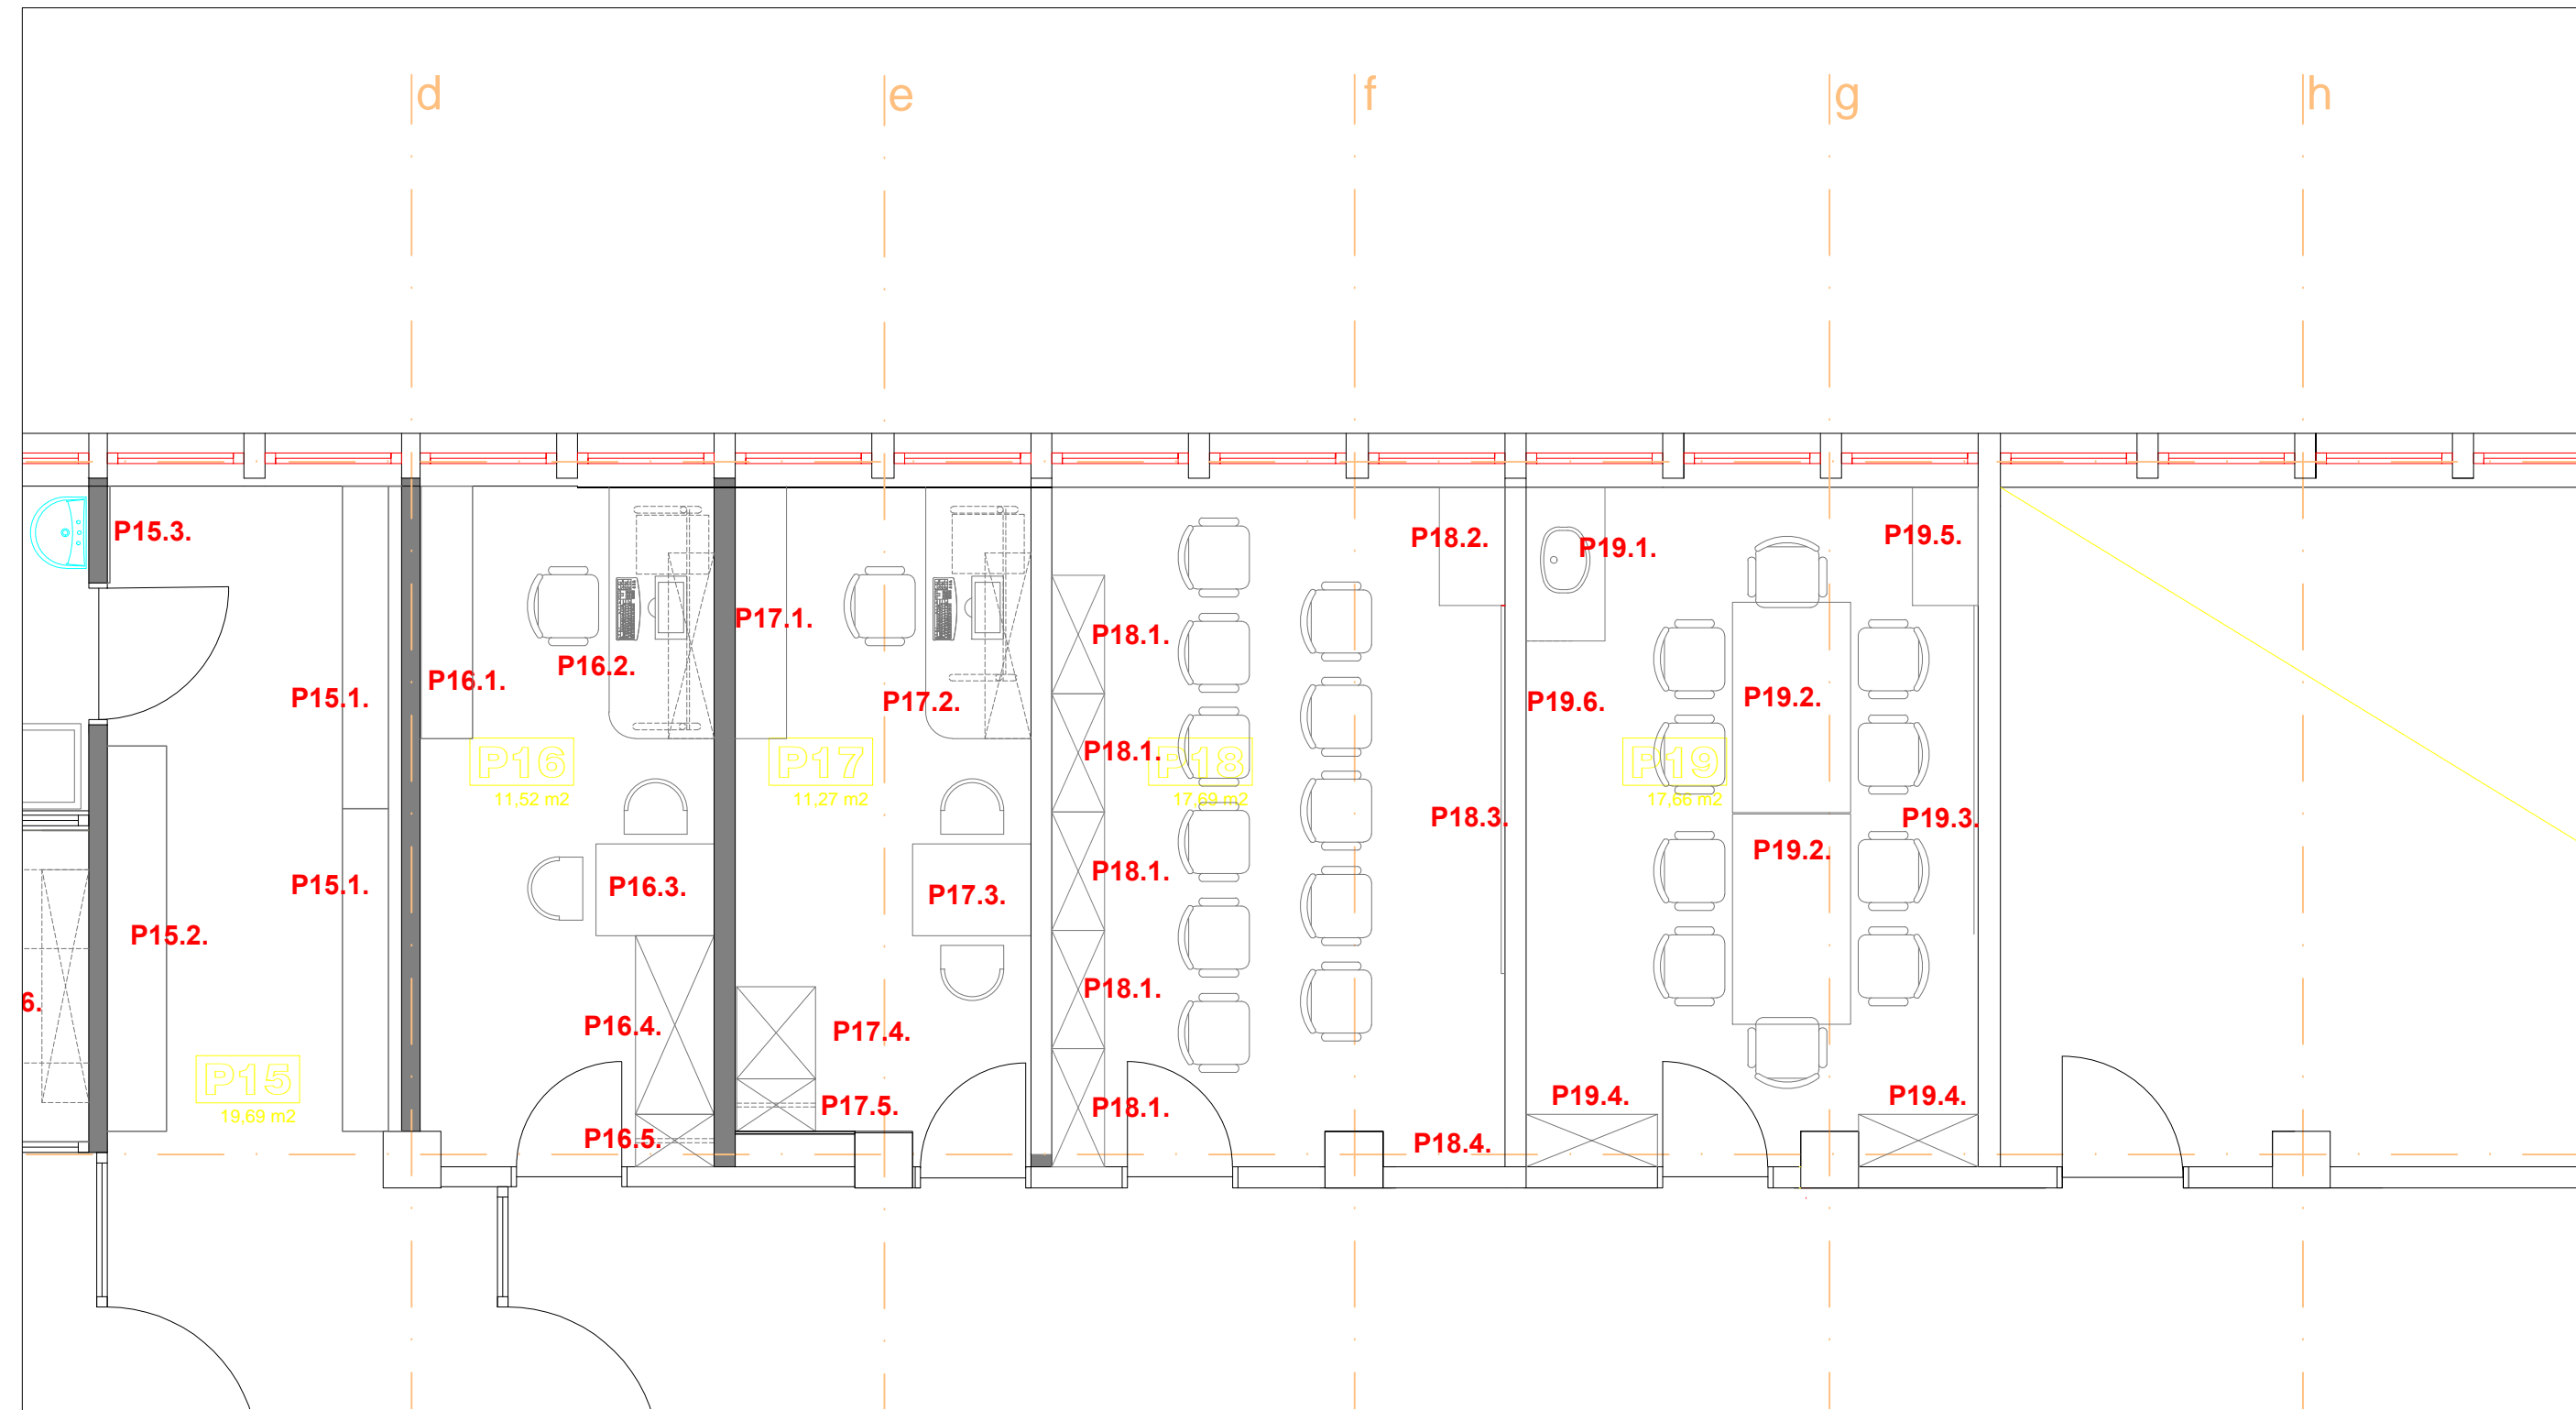 d
e
f
g
h
P15.3.
P18.2.
P19.1.
P19.5.
P17.1.
P18.1.
P16.2.
P16.1.
P15.1.
P17.2.
P19.6.
P19.2.
P16
11,52 m2
P17
11,27 m2
P18.1.
P18
17,69 m2
P19
17,66 m2
P18.3.
P19.3.
P19.2.
P15.1.
P16.3.
P17.3.
P18.1.
P15.2.
6.
P18.1.
P16.4.
P17.4.
P15
19,69 m2
P17.5.
P18.1.
P19.4.
P19.4.
P16.5.
P18.4.